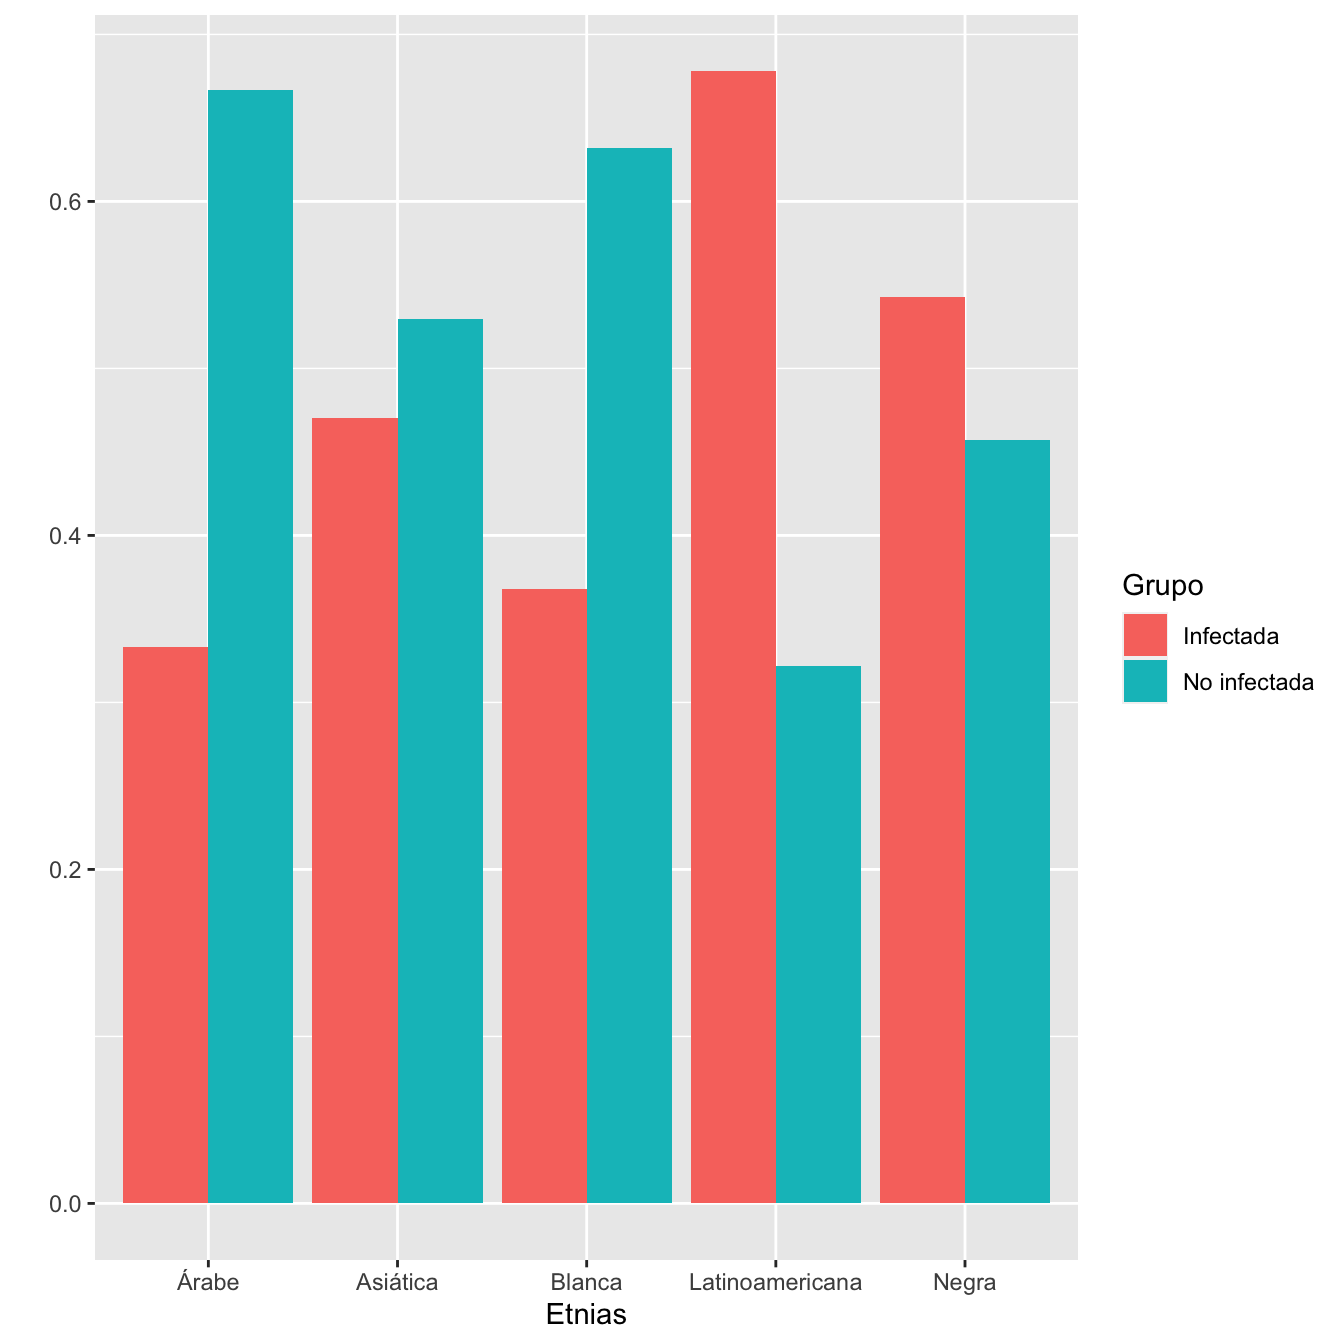 0.6
0.4
0.2
0.0
Árabe Asiática Blanca Latinoamericana Negra
Etnias
Grupo
Infectada
No infectada